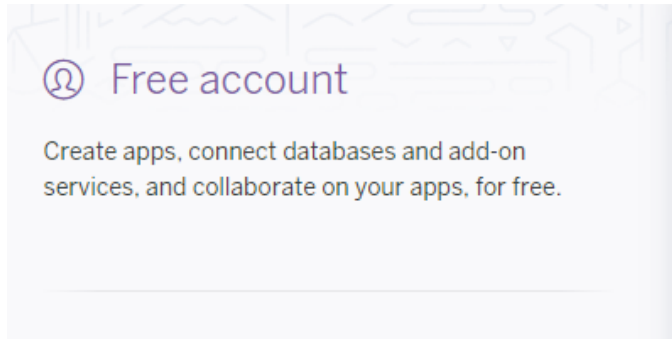 Free account
Create apps, connect databases and add-on
services, and collaborate on your apps, for free.